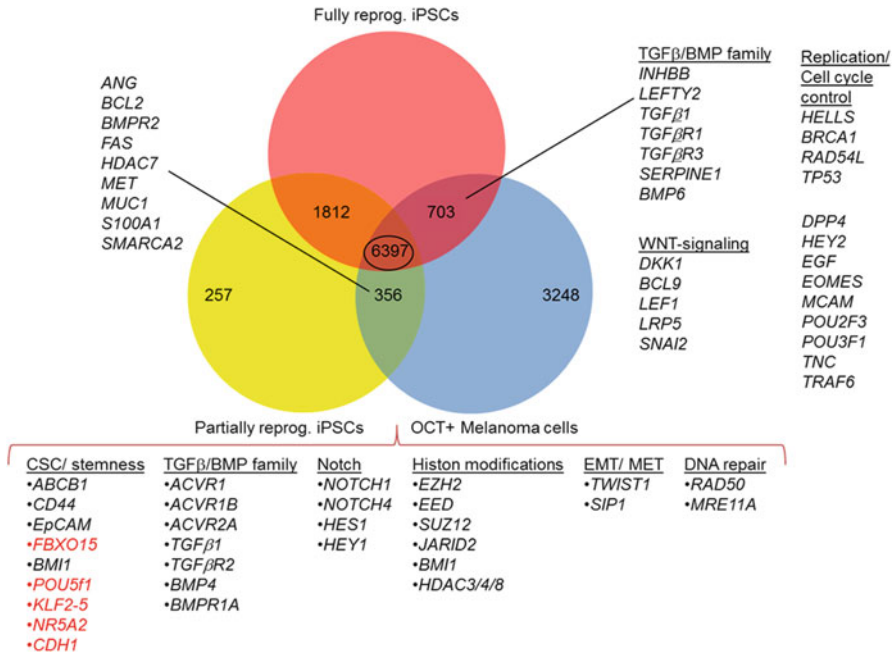 Fully reprog. iPSCs
ANG
BCL2
BMPR2
FAS
HDAC7
MET
MUC1
S100A1
SMARCA2
1812
703
6397
257
356
3248
TGFβ/BMP family
INHBB
LEFTY2
TGFβ1
TGFβR1
TGFβR3
SERPINE1
BMP6
WNT-signaling
DKK1
BCL9
LEF1
LRP5
SNAI2
Replication/
Cell cycle
control
HELLS
BRCA1
RAD54L
TP53
DPP4
HEY2
EGF
EOMES
MCAM
POU2F3
POU3F1
TNC
TRAF6
Partially reprog. iPSCs
OCT+ Melanoma cells
CSC/ stemness
•ABCB1
•CD44
•EpCAM
•FBXO15
•BMI1
•POU5f1
•KLF2-5
•NR5A2
•CDH1
TGFβ/BMP family
•ACVR1
•ACVR1B
•ACVR2A
•TGFβ1
•TGFβR2
•BMP4
•BMPR1A
Notch
•NOTCH1
•NOTCH4
•HES1
•HEY1
Histon modifications
•EZH2
•EED
•SUZ12
•JARID2
•BMI1
•HDAC3/4/8
EMT/ MET
•TWIST1
•SIP1
DNA repair
•RAD50
•MRE11A